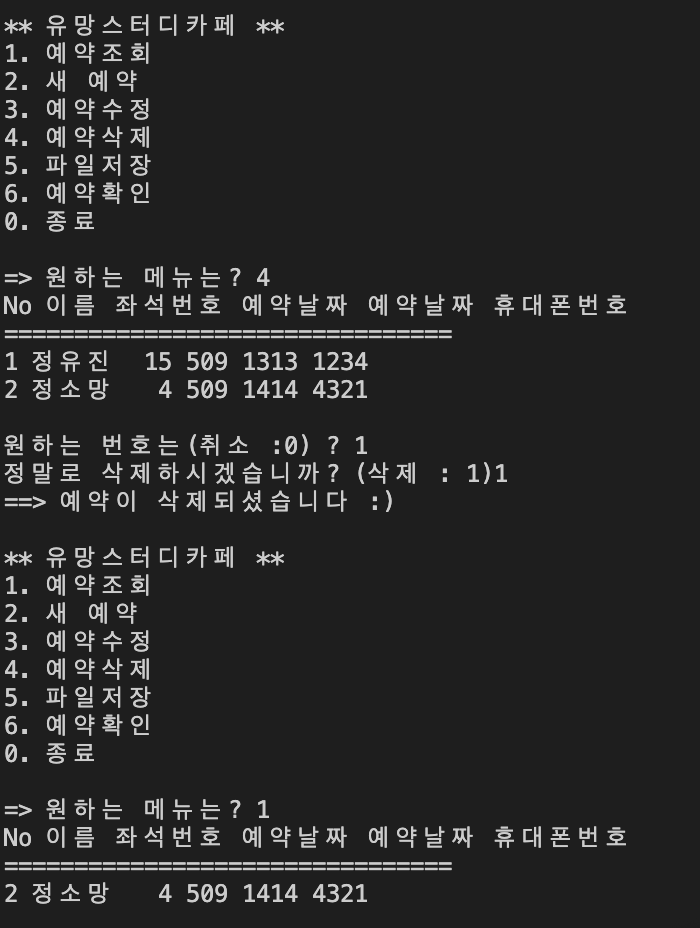 ** 유망스터디카페 **
1. 예약조회
2. 새 예약
3. 예약수정
4. 예약삭제
5. 파일저장
6. 예약확인
0. 종료
=> 원하는 메뉴는? 4
No 이름 좌석번호 예약날짜 예약날짜 휴대폰번호
================================
1 정유진  15 509 1313 1234
2 정소망   4 509 1414 4321
원하는 번호는(취소 :0) ? 1
정말로 삭제하시겠습니까? (삭제 : 1)1
==> 예약이 삭제되셨습니다 :)
** 유망스터디카페 **
1. 예약조회
2. 새 예약
3. 예약수정
4. 예약삭제
5. 파일저장
6. 예약확인
0. 종료
=> 원하는 메뉴는? 1
No 이름 좌석번호 예약날짜 예약날짜 휴대폰번호
================================
2 정소망   4 509 1414 4321